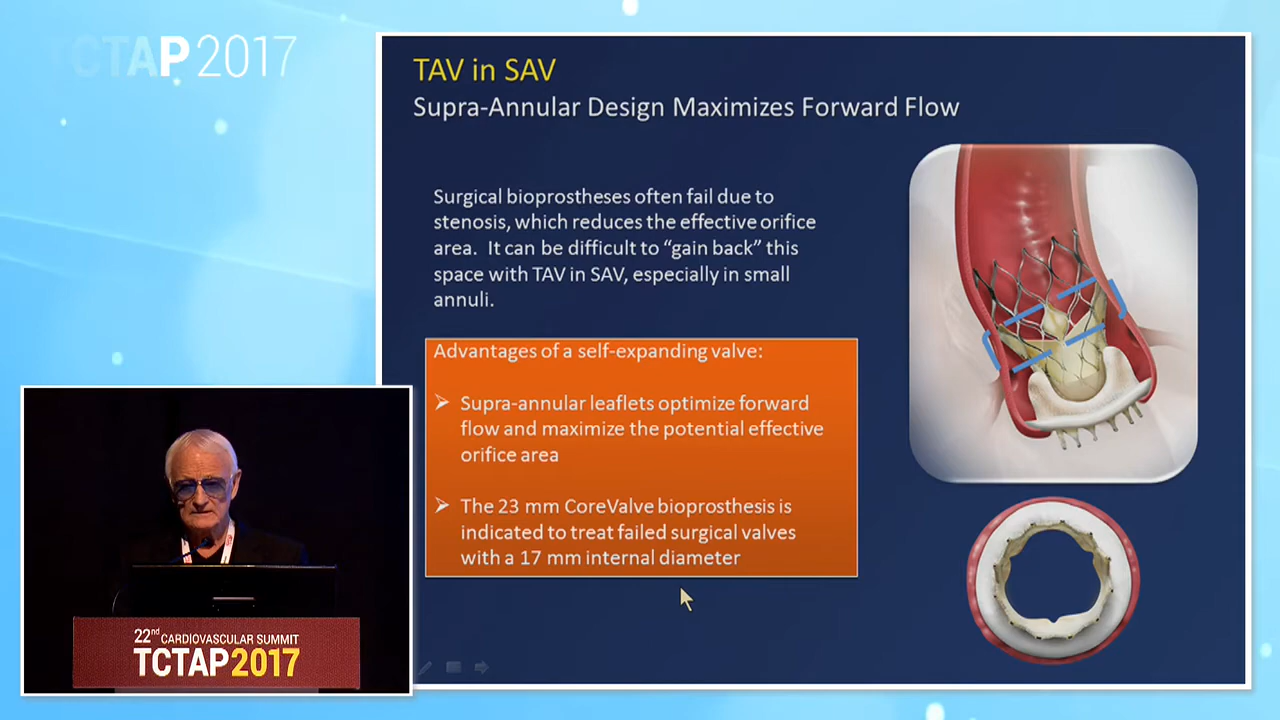 TCTAP 2017
TAV in SAV
Supra-Annular Design Maximizes Forward Flow
Surgical bioprostheses often fail due to
stenosis, which reduces the effective orifice
area. It can be difficult to “gain back” this
space with TAV in SAV, especially in small
annuli.
Advantages of a self-expanding valve:
➢ Supra-annular leaflets optimize forward
flow and maximize the potential effective
orifice area
➢ The 23 mm CoreValve bioprosthesis is
indicated to treat failed surgical valves
with a 17 mm internal diameter
22nd CARDIOVASCULAR SUMMIT
TCTAP2017